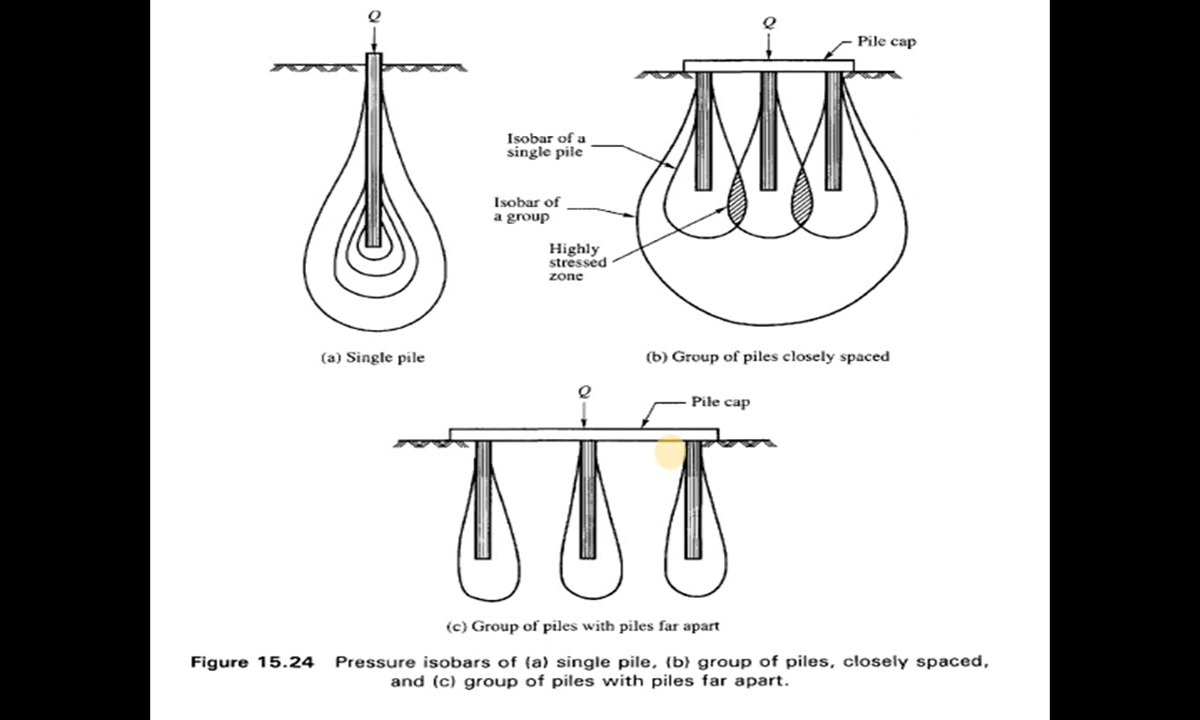 Q
Q
Pile cap
Isobar of a
single pile
Isobar of
a group
Highly
stressed
zone
(a) Single pile
(b) Group of piles closely spaced
Q
Pile cap
(c) Group of piles with piles far apart
Figure 15.24 Pressure isobars of (a) single pile, (b) group of piles, closely spaced,
and (c) group of piles with piles far apart.